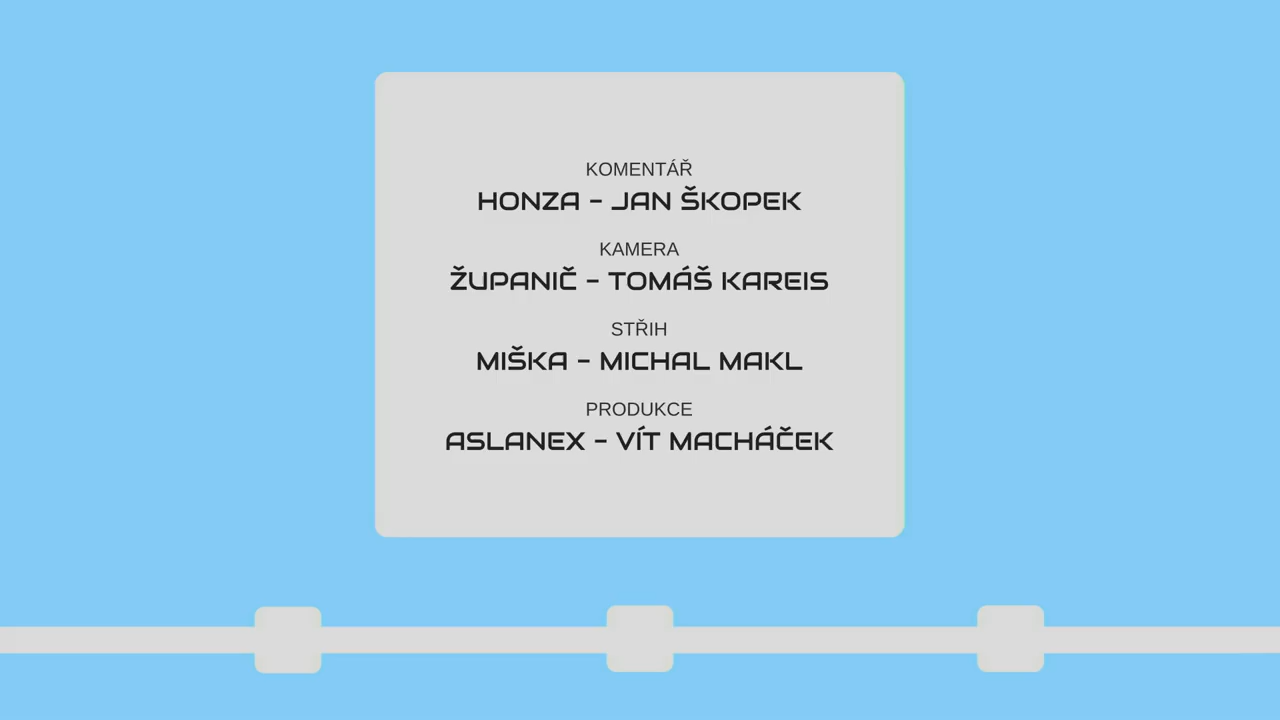 KOMENTÁŘ
HONZA - JAN ŠKOPEK
KAMERA
ŽUPANIČ - TOMÁŠ KAREIS
STŘIH
MIŠKA - MICHAL MAKL
PRODUKCE
ASLANEX - VÍT MACHÁČEK